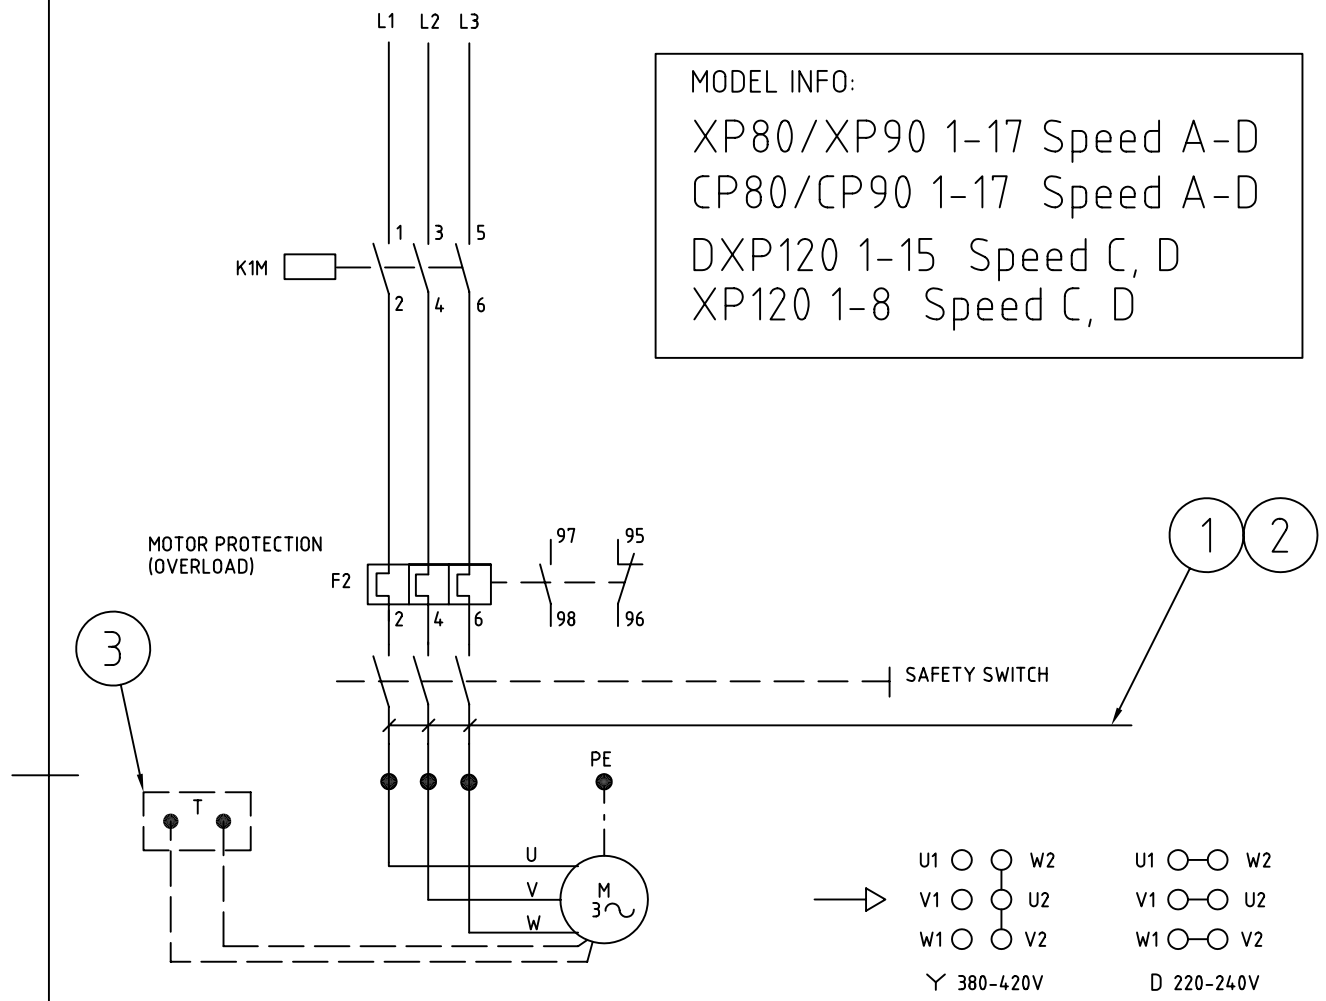 L1 L2 L3
MODEL INFO:
XP80/XP90 1-17 Speed A-D
CP80/CP90 1-17 Speed A-D
DXP120 1-15 Speed C, D
XP120 1-8 Speed C, D
1 3 5
K1M
2 4 6
1 2
MOTOR PROTECTION
(OVERLOAD)
97 95
F2
2 4 6 98 96
3
SAFETY SWITCH
PE
T
U
V
W
M
3
U1 W2
V1 U2
W1 V2
Y 380-420V
U1 W2
V1 U2
W1 V2
D 220-240V